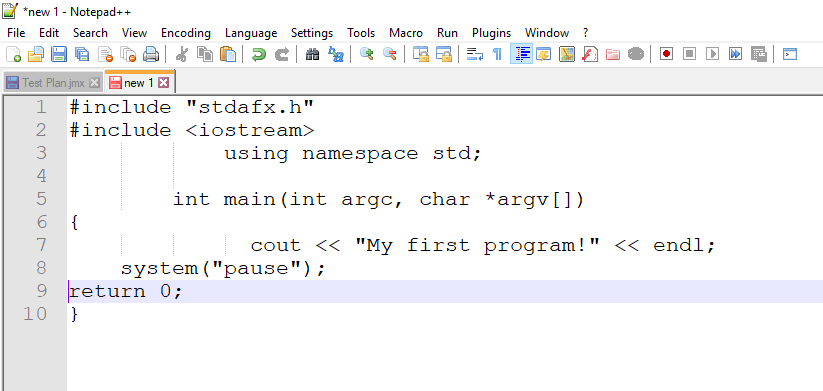 *new 1 - Notepad++
File Edit Search View Encoding Language Settings Tools Macro Run Plugins Window ?
Test Plan.jmx new 1
1 #include "stdafx.h"
2 #include <iostream>
3 using namespace std;
4
5 int main(int argc, char *argv[])
6 {
7 cout << "My first program!" << endl;
8 system("pause");
9 return 0;
10 }